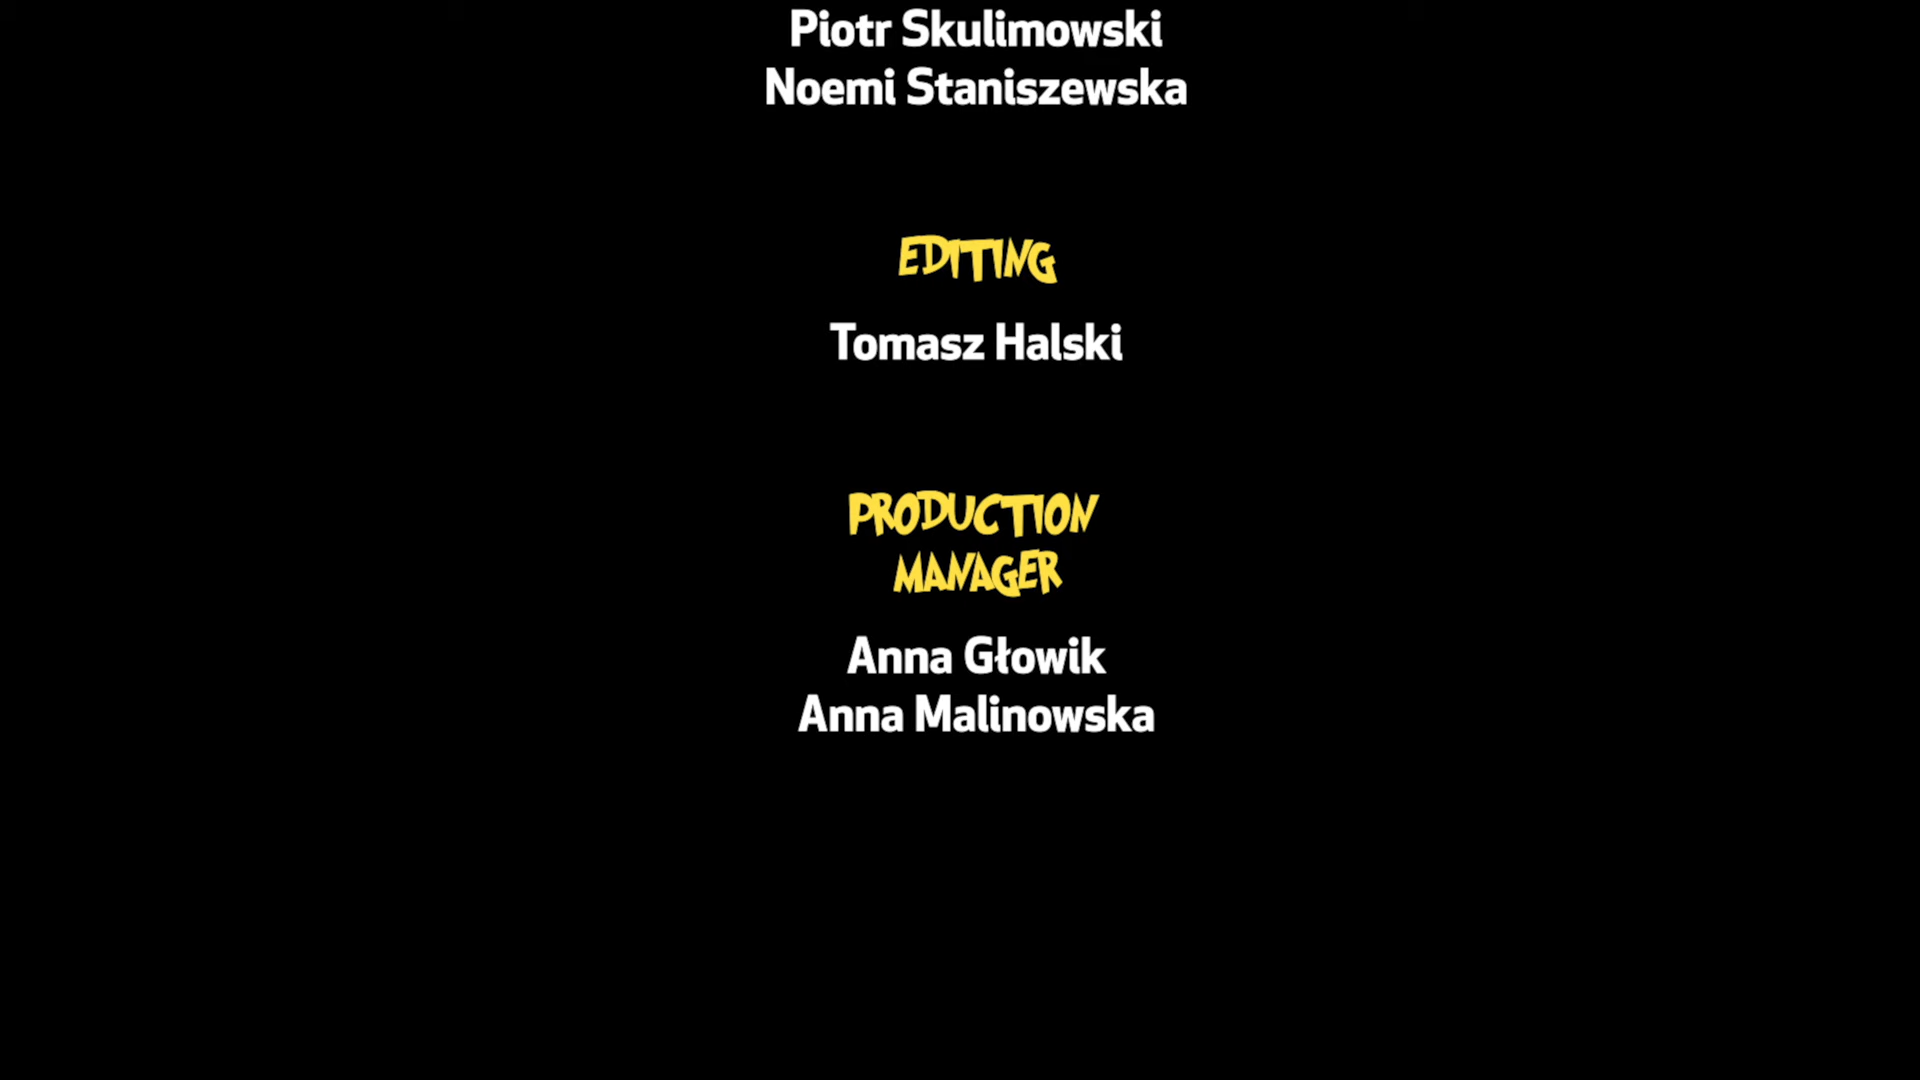 Piotr Skulimowski
Noemi Staniszewska
EDITING
Tomasz Halski
PRODUCTION
MANAGER
Anna Głowik
Anna Malinowska